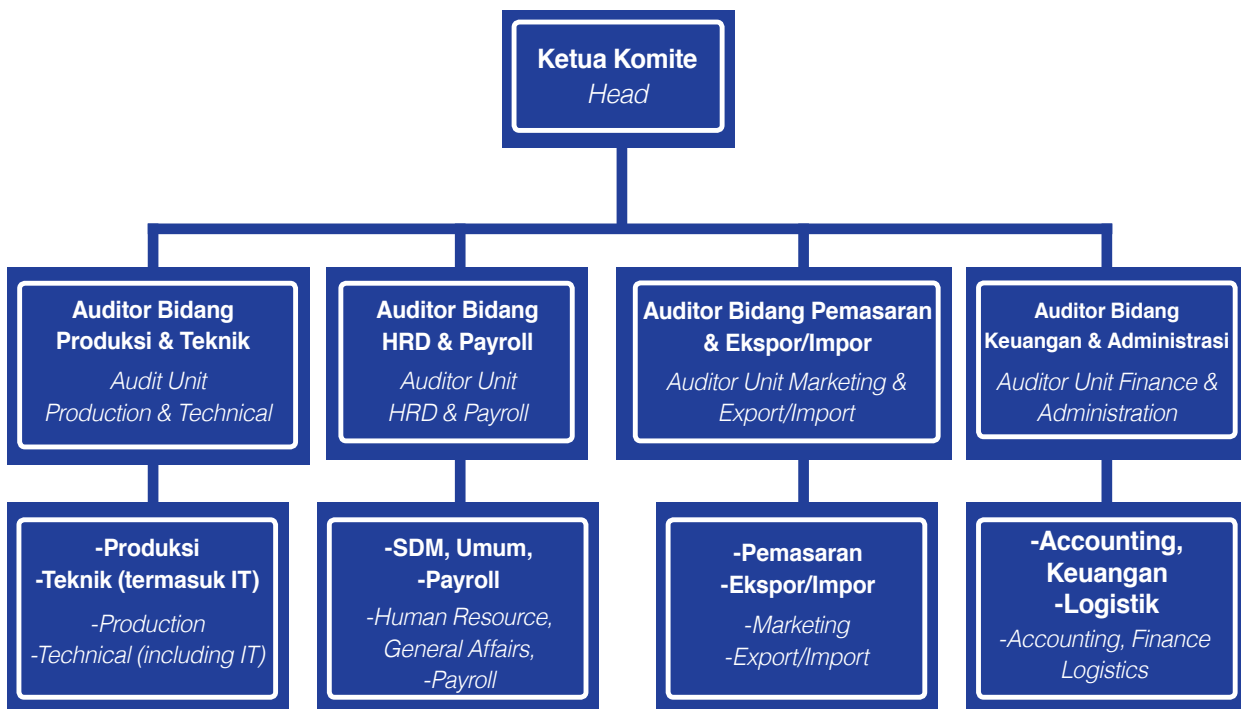 Ketua Komite
Head
Auditor Bidang
Produksi & Teknik
Audit Unit
Production & Technical
Auditor Bidang
HRD & Payroll
Auditor Unit
HRD & Payroll
Auditor Bidang Pemasaran
& Ekspor/Impor
Auditor Unit Marketing &
Export/Import
Auditor Bidang
Keuangan & Administrasi
Auditor Unit Finance &
Administration
-Produksi
-Teknik (termasuk IT)
-Production
-Technical (including IT)
-SDM, Umum,
-Payroll
-Human Resource,
General Affairs,
-Payroll
-Pemasaran
-Ekspor/Impor
-Marketing
-Export/Import
-Accounting,
Keuangan
-Logistik
-Accounting, Finance
Logistics